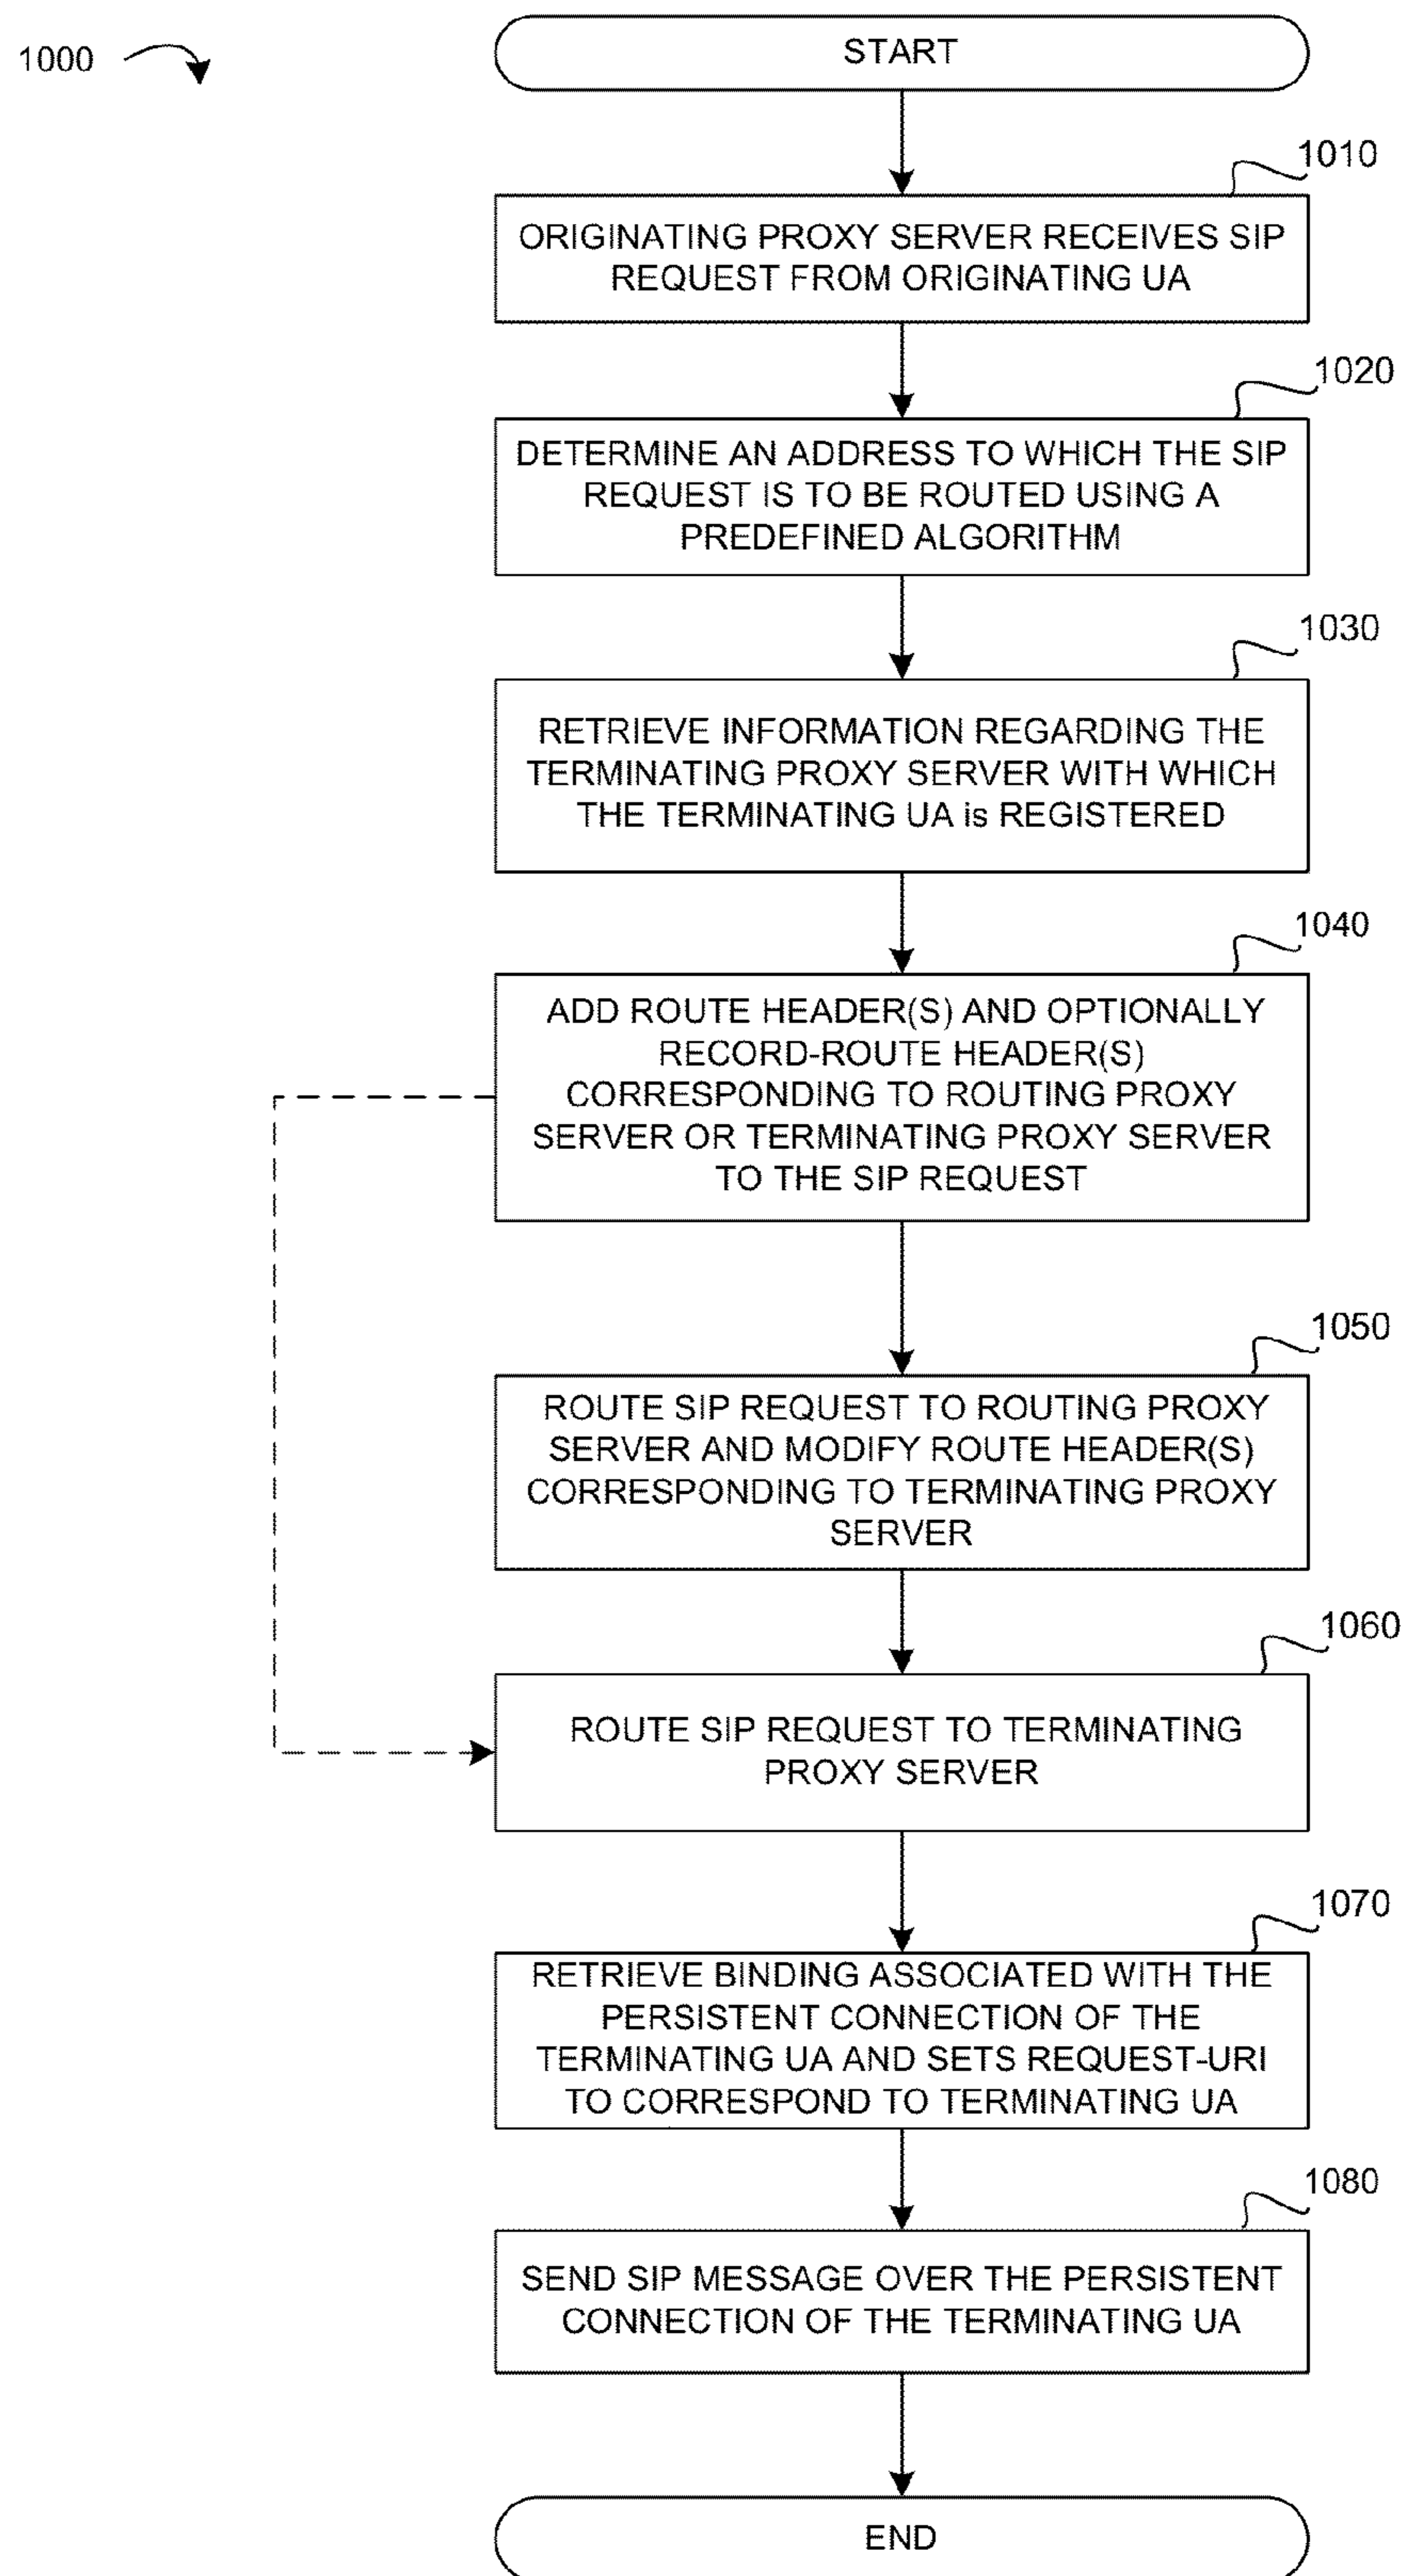 1000
START
1010
ORIGINATING PROXY SERVER RECEIVES SIP
REQUEST FROM ORIGINATING UA
1020
DETERMINE AN ADDRESS TO WHICH THE SIP
REQUEST IS TO BE ROUTED USING A
PREDEFINED ALGORITHM
1030
RETRIEVE INFORMATION REGARDING THE
TERMINATING PROXY SERVER WITH WHICH
THE TERMINATING UA is REGISTERED
1040
ADD ROUTE HEADER(S) AND OPTIONALLY
RECORD-ROUTE HEADER(S)
CORRESPONDING TO ROUTING PROXY
SERVER OR TERMINATING PROXY SERVER
TO THE SIP REQUEST
1050
ROUTE SIP REQUEST TO ROUTING PROXY
SERVER AND MODIFY ROUTE HEADER(S)
CORRESPONDING TO TERMINATING PROXY
SERVER
1060
ROUTE SIP REQUEST TO TERMINATING
PROXY SERVER
1070
RETRIEVE BINDING ASSOCIATED WITH THE
PERSISTENT CONNECTION OF THE
TERMINATING UA AND SETS REQUEST-URI
TO CORRESPOND TO TERMINATING UA
1080
SEND SIP MESSAGE OVER THE PERSISTENT
CONNECTION OF THE TERMINATING UA
END